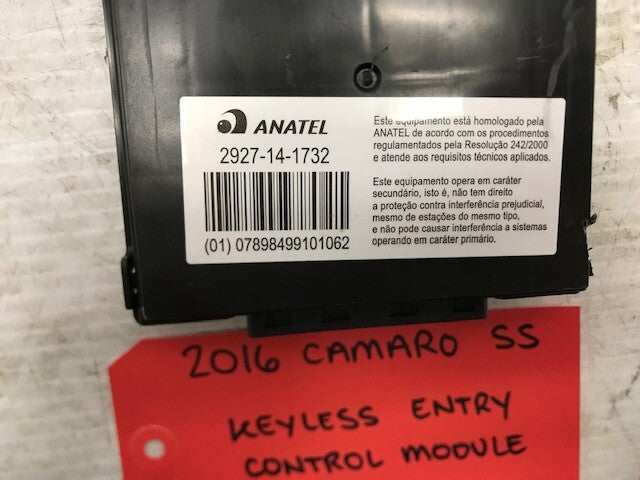 ANATEL
2927-14-1732
(01) 07898499101062
Este equipamento está homologado pela
ANATEL de acordo com os procedimentos
regulamentados pela Resolução 242/2000
e atende aos requisitos técnicos aplicados.
Este equipamento opera em caráter
secundário, isto é, não tem direito
a proteção contra interferência prejudicial,
mesmo de estações do mesmo tipo,
e não pode causar interferência a sistemas
operando em caráter primário.
2016 CAMARO SS
KEYLESS ENTRY
CONTROL MODULE